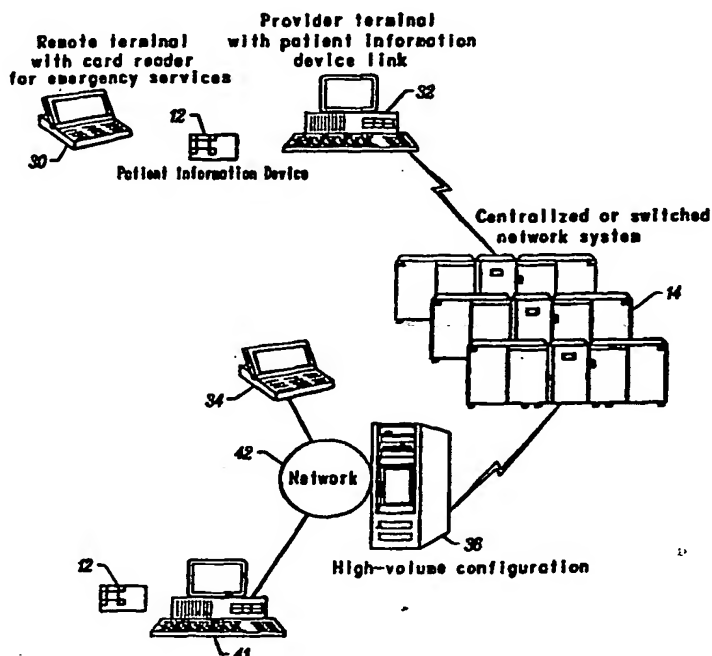 Provider terminal
with patient information
device link
Remote terminal
with card reader
for emergency services
32
12
30
Patient Information Device
Centralized or switched
network system
14
34
42
Network
36
High-volume configuration
12
41